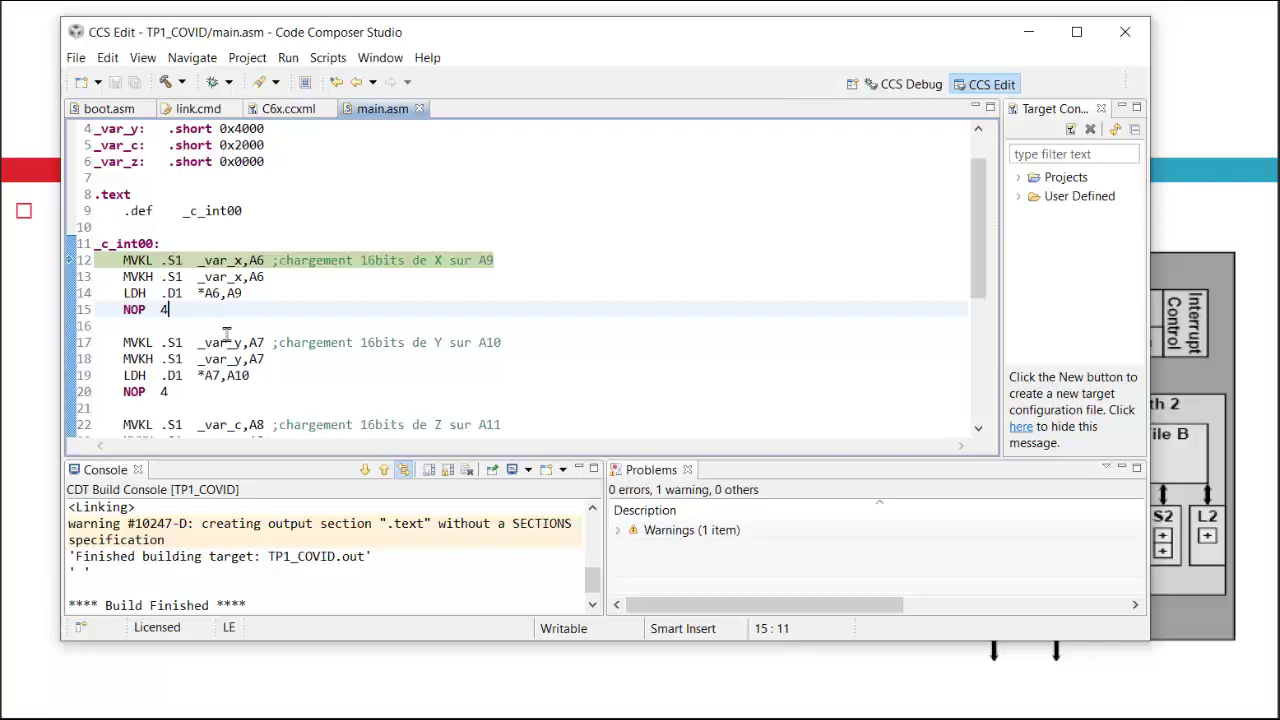 CCS Edit - TP1_COVID/main.asm - Code Composer Studio
File Edit View Navigate Project Run Scripts Window Help
CCS Debug CCS Edit
boot.asm link.cmd C6x.ccxml main.asm
4 _var_y: .short 0x4000
5 _var_c: .short 0x2000
6 _var_z: .short 0x0000
7
8 .text
9 .def _c_int00
10
11 _c_int00:
12 MVKL .S1 _var_x,A6 ;chargement 16bits de X sur A9
13 MVKH .S1 _var_x,A6
14 LDH .D1 *A6,A9
15 NOP 4
16
17 MVKL .S1 _var_y,A7 ;chargement 16bits de Y sur A10
18 MVKH .S1 _var_y,A7
19 LDH .D1 *A7,A10
20 NOP 4
21
22 MVKL .S1 _var_c,A8 ;chargement 16bits de Z sur A11
Target Con...
type filter text
Projects
User Defined
Click the New button to
create a new target
configuration file. Click
here to hide this
message.
Console
CDT Build Console [TP1_COVID]
<Linking>
warning #10247-D: creating output section ".text" without a SECTIONS
specification
'Finished building target: TP1_COVID.out'
' '
**** Build Finished ****
Problems
0 errors, 1 warning, 0 others
Description
Warnings (1 item)
Licensed LE Writable Smart Insert 15 : 11
Interrupt
Control
th 2
ile B
S2 L2